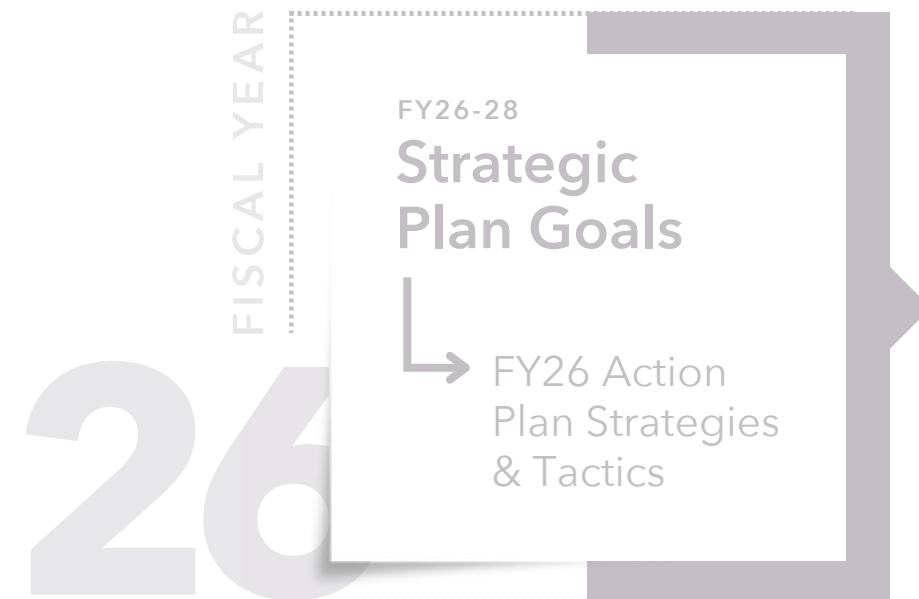 FISCAL YEAR
26
FY26-28
Strategic
Plan Goals
FY26 Action
Plan Strategies
& Tactics